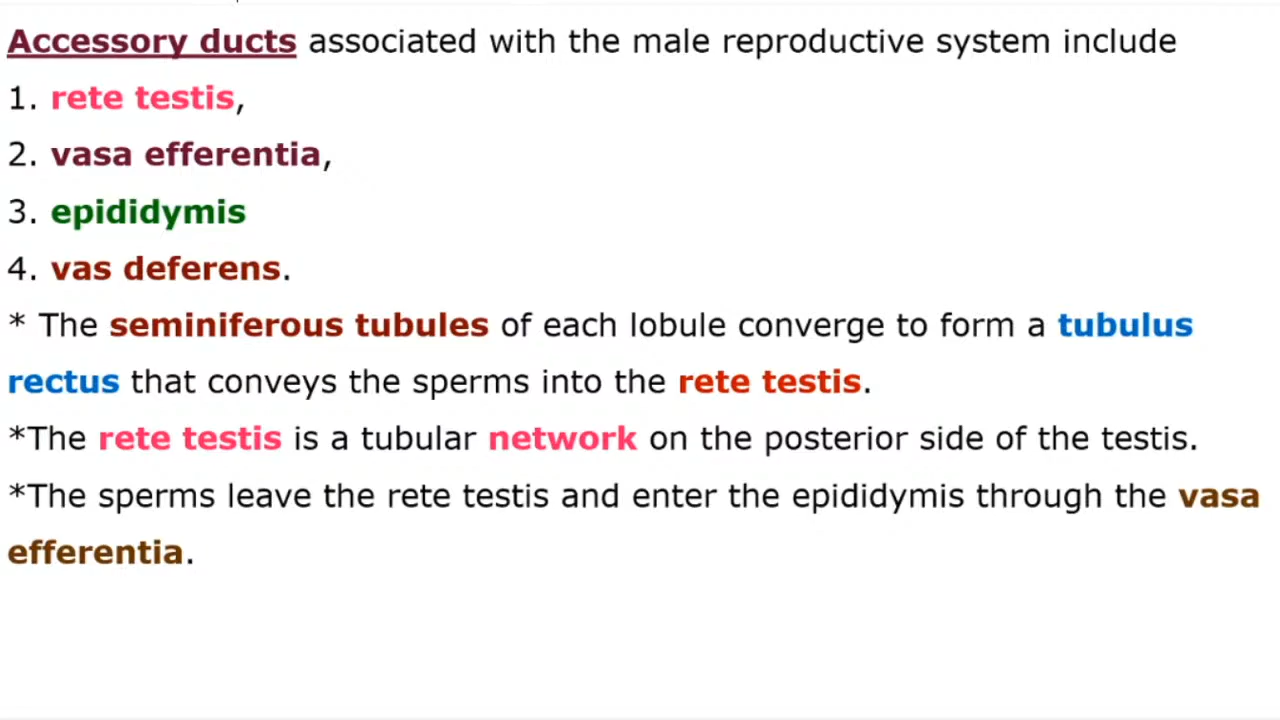 Accessory ducts associated with the male reproductive system include
1. rete testis,
2. vasa efferentia,
3. epididymis
4. vas deferens.
* The seminiferous tubules of each lobule converge to form a tubulus
rectus that conveys the sperms into the rete testis.
*The rete testis is a tubular network on the posterior side of the testis.
*The sperms leave the rete testis and enter the epididymis through the vasa
efferentia.